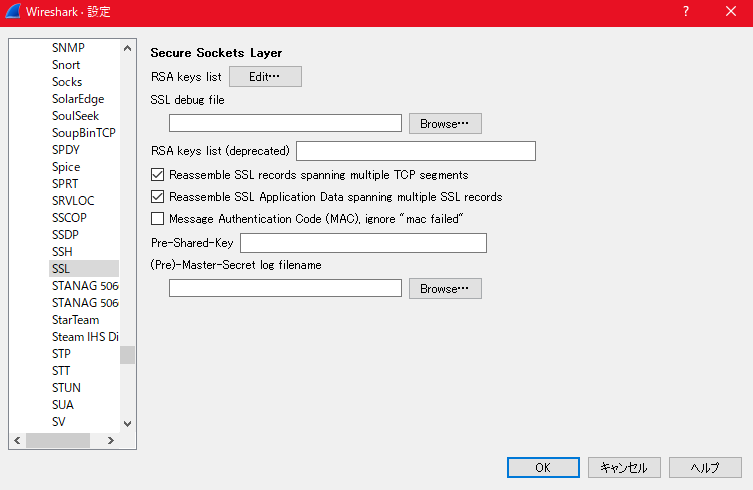 Wireshark · 設定
?
SNMP
Snort
Socks
SolarEdge
SoulSeek
SoupBinTCP
SPDY
Spice
SPRT
SRVLOC
SSCOP
SSDP
SSH
SSL
STANAG 506
STANAG 506
StarTeam
Steam IHS Di
STP
STT
STUN
SUA
SV
Secure Sockets Layer
RSA keys list Edit…
SSL debug file
Browse…
RSA keys list (deprecated)
Reassemble SSL records spanning multiple TCP segments
Reassemble SSL Application Data spanning multiple SSL records
Message Authentication Code (MAC), ignore "mac failed"
Pre-Shared-Key
(Pre)-Master-Secret log filename
Browse…
OK キャンセル ヘルプ